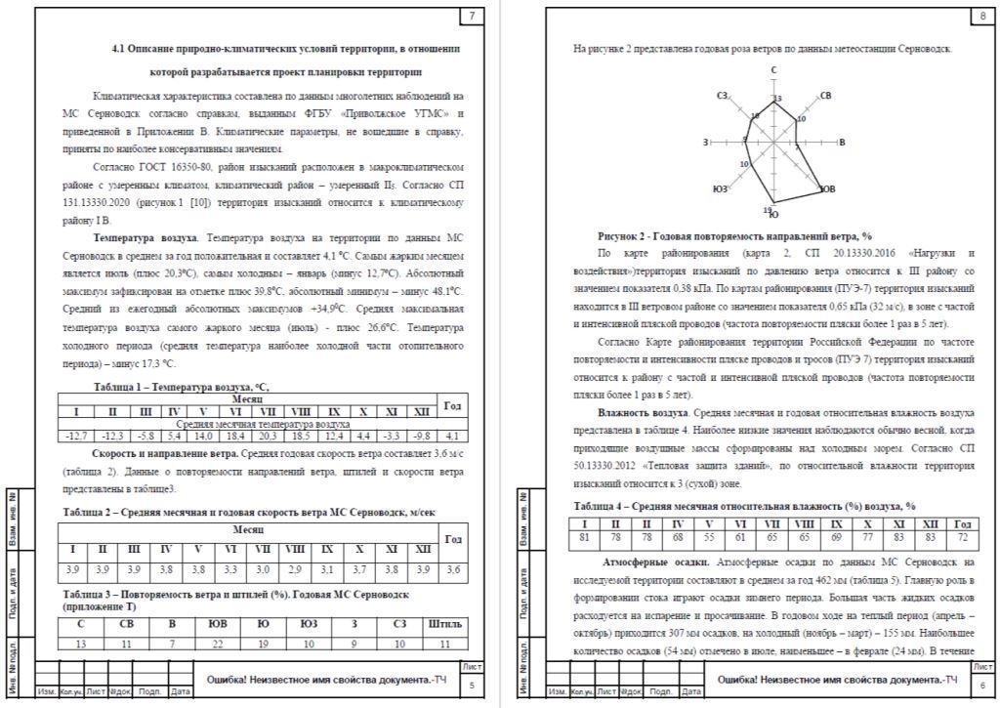 7
4.1 Описание природно-климатических условий территории, в отношении
которой разрабатывается проект планировки территории
Климатическая характеристика составлена по данным многолетних наблюдений на
МС Серноводск согласно справкам, выданным ФГБУ «Приволжское УГМС» и
приведенной в Приложении В. Климатические параметры, не вошедшие в справку,
приняты по наиболее консервативным значениям.
Согласно ГОСТ 16350-80, район изысканий расположен в макроклиматическом
районе с умеренным климатом, климатический район – умеренный II5. Согласно СП
131.13330.2020 (рисунок 1 [10]) территория изысканий относится к климатическому
району I В.
Температура воздуха. Температура воздуха на территории по данным МС
Серноводск в среднем за год положительная и составляет 4,1 °С. Самым жарким месяцем
является июль (плюс 20,3°С), самым холодным – январь (минус 12,7°С). Абсолютный
максимум зафиксирован на отметке плюс 39,8°С, абсолютный минимум – минус 48,1°С.
Средний из ежегодный абсолютных максимумов +34,9°С. Средняя максимальная
температура воздуха самого жаркого месяца (июль) - плюс 26,6°С. Температура
холодного периода (средняя температура наиболее холодной части отопительного
периода) – минус 17,3 °С.
Таблица 1 – Температура воздуха, °С,
Месяц Год
I II III IV V VI VII VIII IX X XI XII
Средняя месячная температура воздуха
-12,7 -12,3 -5,8 5,4 14,0 18,4 20,3 18,5 12,4 4,4 -3,3 -9,8 4,1
Скорость и направление ветра. Средняя годовая скорость ветра составляет 3,6 м/с
(таблица 2). Данные о повторяемости направлений ветра, штилей и скорости ветра
представлены в таблице3.
Таблица 2 – Средняя месячная и годовая скорость ветра МС Серноводск, м/сек
Месяц Год
I II III IV V VI VII VIII IX X XI XII
3,9 3,9 3,9 3,8 3,8 3,3 3,0 2,9 3,1 3,7 3,8 3,9 3,6
Таблица 3 – Повторяемость ветра и штилей (%). Годовая МС Серноводск
(приложение Т)
С СВ В ЮВ Ю ЮЗ З СЗ Штиль
13 11 7 22 19 10 9 10 11
Взам. инв. №
Подп. и дата
Инв. № подл.
Изм. Кол.уч. Лист №док. Подп. Дата
Ошибка! Неизвестное имя свойства документа.-ТЧ
Лист
5
8
На рисунке 2 представлена годовая роза ветров по данным метеостанции Серноводск.
С
СЗ 13 СВ
10 10
З 9 7 В
10
ЮЗ ЮВ
19
Ю
Рисунок 2 - Годовая повторяемость направлений ветра, %
По карте районирования (карта 2, СП 20.13330.2016 «Нагрузки и
воздействия»)территория изысканий по давлению ветра относится к III району со
значением показателя 0,38 кПа. По картам районирования (ПУЭ-7) территория изысканий
находится в III ветровом районе со значением показателя 0,65 кПа (32 м/с), в зоне с частой
и интенсивной пляской проводов (частота повторяемости пляски более 1 раз в 5 лет).
Согласно Карте районирования территории Российской Федерации по частоте
повторяемости и интенсивности пляске проводов и тросов (ПУЭ 7) территория изысканий
относится к району с частой и интенсивной пляской проводов (частота повторяемости
пляски более 1 раз в 5 лет).
Влажность воздуха. Средняя месячная и годовая относительная влажность воздуха
представлена в таблице 4. Наиболее низкие значения наблюдаются обычно весной, когда
приходящие воздушные массы сформированы над холодным морем. Согласно СП
50.13330.2012 «Тепловая защита зданий», по относительной влажности территория
изысканий относится к 3 (сухой) зоне.
Таблица 4 – Средняя месячная относительная влажность (%) воздуха, %
I II II IV V VI VII VIII IX X XI XII Год
81 78 78 68 55 61 65 65 69 77 83 83 72
Атмосферные осадки. Атмосферные осадки по данным МС Серноводск на
исследуемой территории составляют в среднем за год 462 мм (таблица 5). Главную роль в
формировании стока играют осадки зимнего периода. Большая часть жидких осадков
расходуется на испарение и просачивание. В годовом ходе на теплый период (апрель –
октябрь) приходится 307 мм осадков, на холодный (ноябрь – март) – 155 мм. Наибольшее
количество осадков (54 мм) отмечено в июле, наименьшее – в феврале (24 мм). В течение
Взам. инв. №
Подп. и дата
Инв. № подл.
Изм. Кол.уч. Лист №док. Подп. Дата
Ошибка! Неизвестное имя свойства документа.-ТЧ
Лист
6